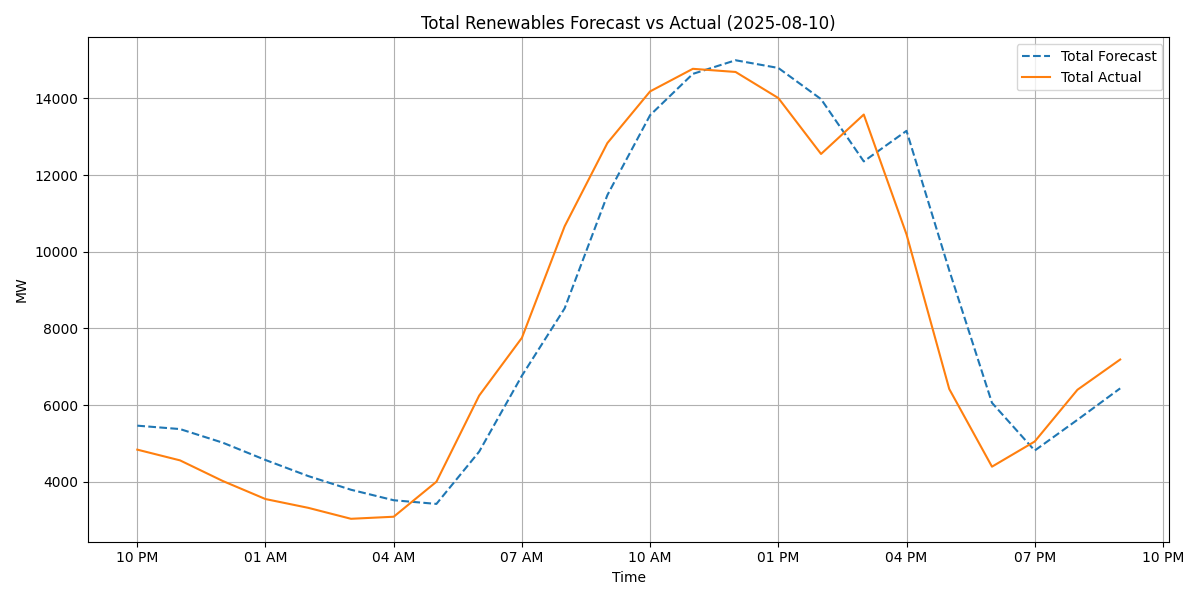 Total Renewables Forecast vs Actual (2025-08-10)
Total Forecast
Total Actual
MW
14000
12000
10000
8000
6000
4000
10 PM 01 AM 04 AM 07 AM 10 AM 01 PM 04 PM 07 PM 10 PM
Time